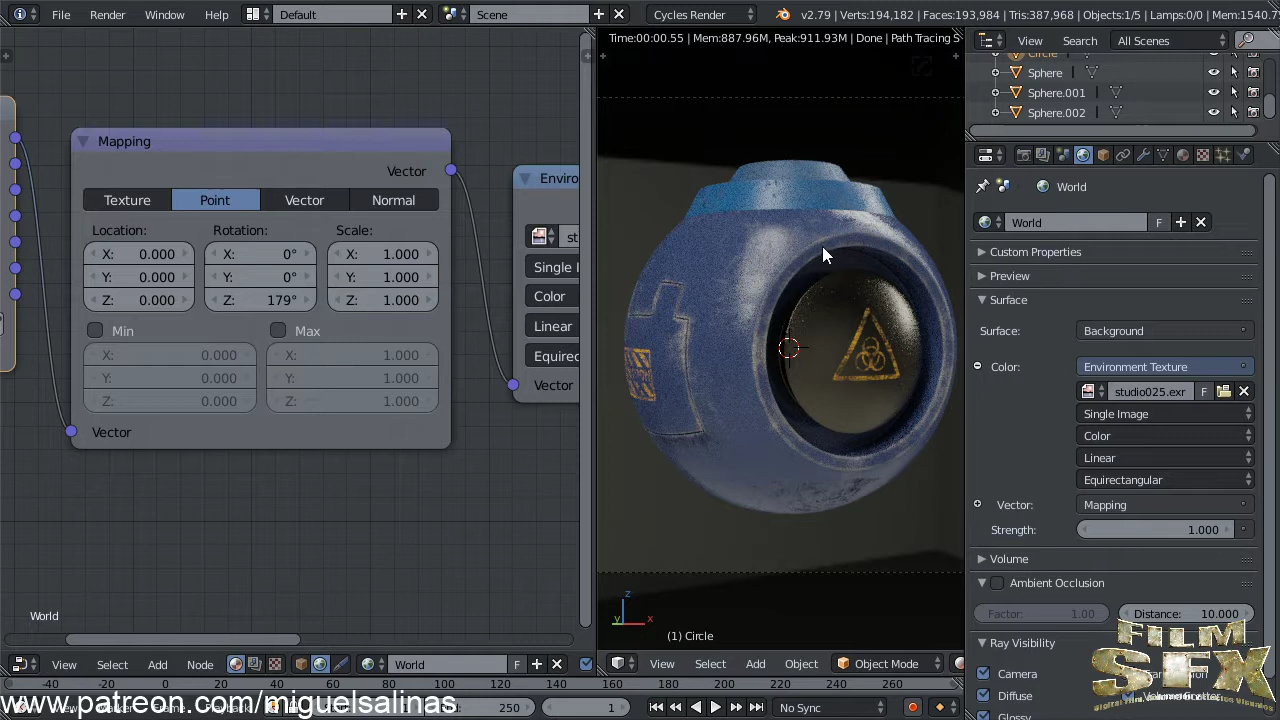 File Render Window Help Default Scene Cycles Render v2.79 | Verts:194,182 | Faces:193,984 | Tris:387,968 | Objects:1/5 | Lamps:0/0 | Mem:1540.7
Time:00:00.55 | Mem:887.96M, Peak:911.93M | Done | Path Tracing S
View Search All Scenes
Circle
Sphere
Sphere.001
Sphere.002
Mapping
Vector
Texture Point Vector Normal
Location: Rotation: Scale:
X: 0.000 X: 0° X: 1.000
Y: 0.000 Y: 0° Y: 1.000
Z: 0.000 Z: 179° Z: 1.000
Min Max
X: 0.000 X: 1.000
Y: 0.000 Y: 1.000
Z: 0.000 Z: 1.000
Vector
Enviro
st
Single I
Color
Linear
Equirec
Vector
World
z
y x
(1) Circle
World
World F
Custom Properties
Preview
Surface
Surface: Background
Color: Environment Texture
studio025.exr F
Single Image
Color
Linear
Equirectangular
Vector: Mapping
Strength: 1.000
Volume
Ambient Occlusion
Factor: 1.00 Distance: 10.000
Ray Visibility
Camera
Diffuse
Glossy
FILM
SFX
View Select Add Node World F
View Select Add Object Object Mode
-40 -20 0 20 40 60 80 100 120 140 160 180 200 220 240 260
www.patreon.com/miguelsalinas
250 1 No Sync